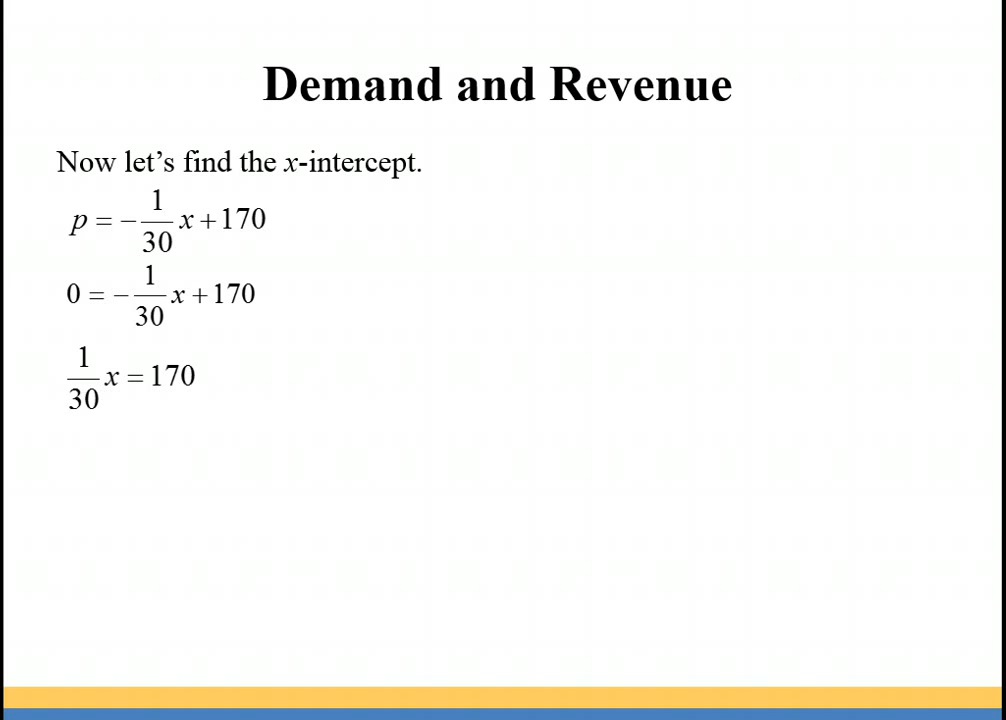 Demand and Revenue
Now let’s find the x-intercept.
p = −1/30 x + 170
0 = −1/30 x + 170
1/30 x = 170